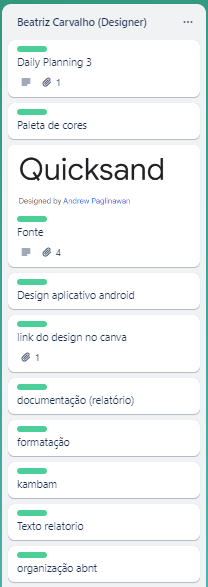 Beatriz Carvalho (Designer)
Daily Planning 3
1
Paleta de cores
Quicksand
Designed by Andrew Paglinawan
Fonte
4
Design aplicativo android
link do design no canva
1
documentação (relatório)
formatação
kambam
Texto relatorio
organização abnt